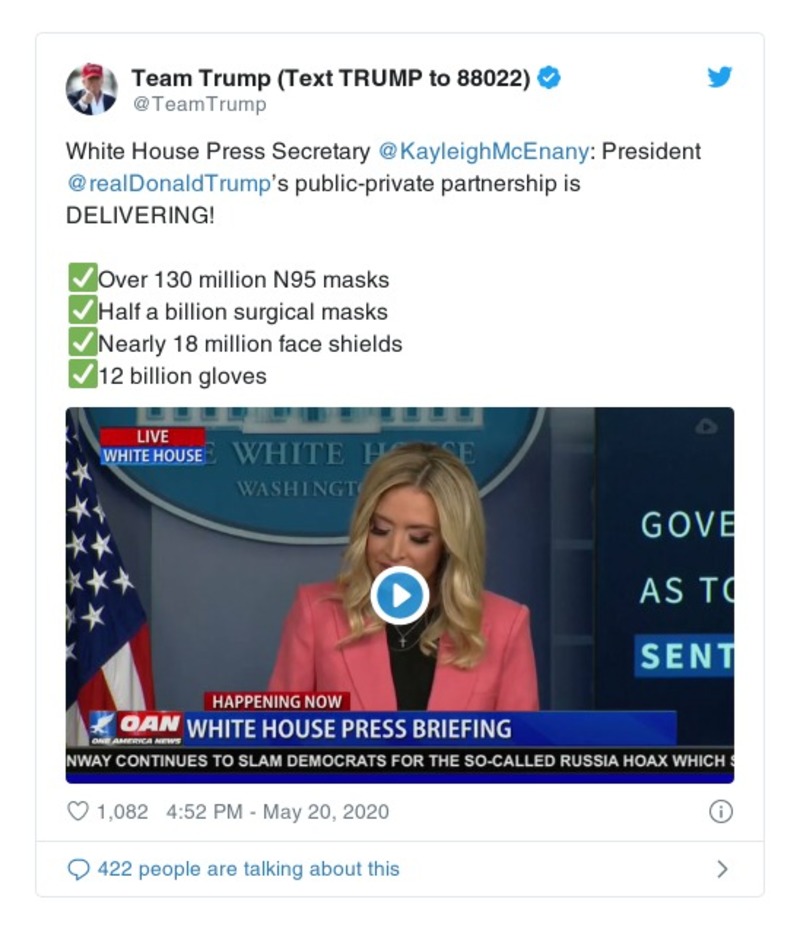 Team Trump (Text TRUMP to 88022)
@TeamTrump
White House Press Secretary @KayleighMcEnany: President
@realDonaldTrump's public-private partnership is
DELIVERING!
✅Over 130 million N95 masks
✅Half a billion surgical masks
✅Nearly 18 million face shields
✅12 billion gloves
LIVE
WHITE HOUSE
E WHITE H SE
WASHINGT
GOVE
AS TO
SENT
HAPPENING NOW
OAN
ONE AMERICA NEWS
WHITE HOUSE PRESS BRIEFING
NWAY CONTINUES TO SLAM DEMOCRATS FOR THE SO-CALLED RUSSIA HOAX WHICH S
1,082 4:52 PM - May 20, 2020
422 people are talking about this